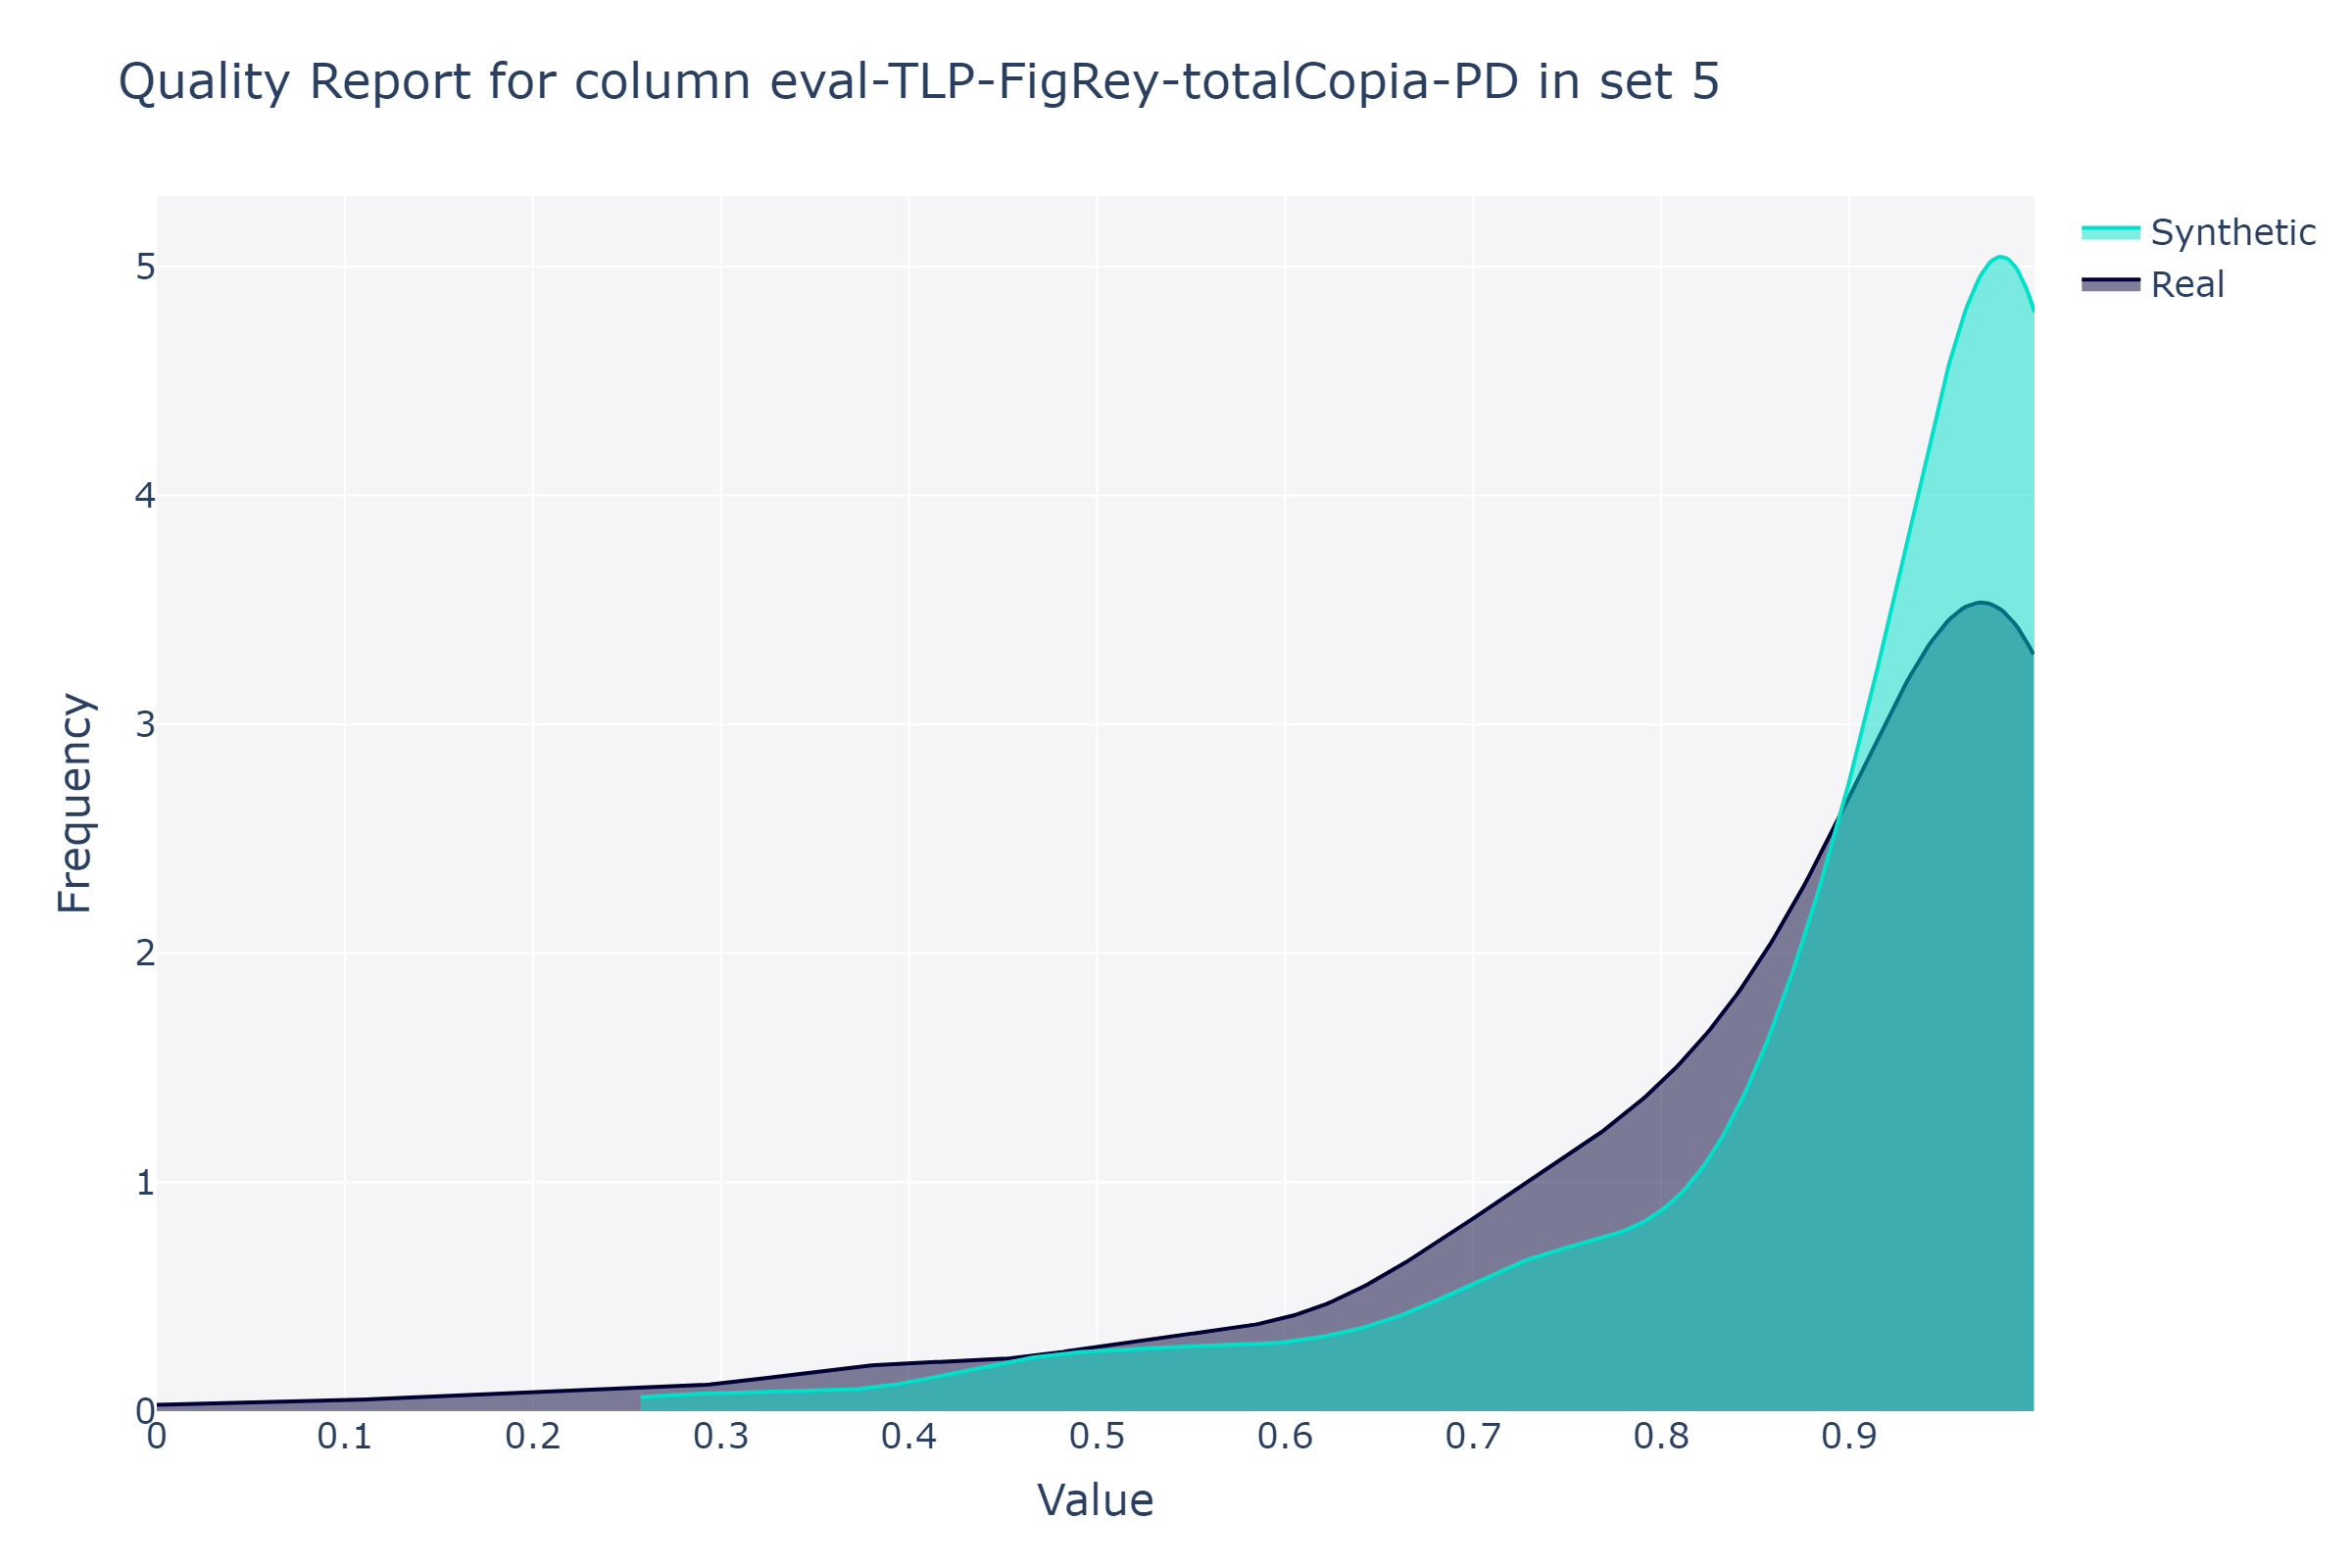 Quality Report for column eval-TLP-FigRey-totalCopia-PD in set 5
Synthetic
Real
5
4
3
2
1
0
Frequency
0 0.1 0.2 0.3 0.4 0.5 0.6 0.7 0.8 0.9
Value